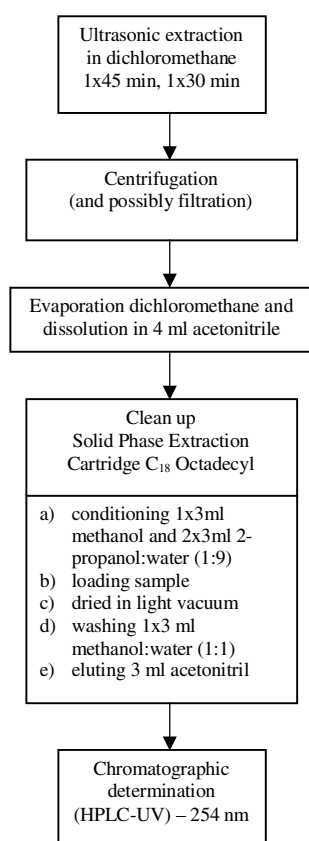 Ultrasonic extraction
in dichloromethane
1x45 min, 1x30 min
Centrifugation
(and possibly filtration)
Evaporation dichloromethane and
dissolution in 4 ml acetonitrile
Clean up
Solid Phase Extraction
Cartridge C₁₈ Octadecyl
a) conditioning 1x3ml
methanol and 2x3ml 2-
propanol:water (1:9)
b) loading sample
c) dried in light vacuum
d) washing 1x3 ml
methanol:water (1:1)
e) eluting 3 ml acetonitril
Chromatographic
determination
(HPLC-UV) – 254 nm